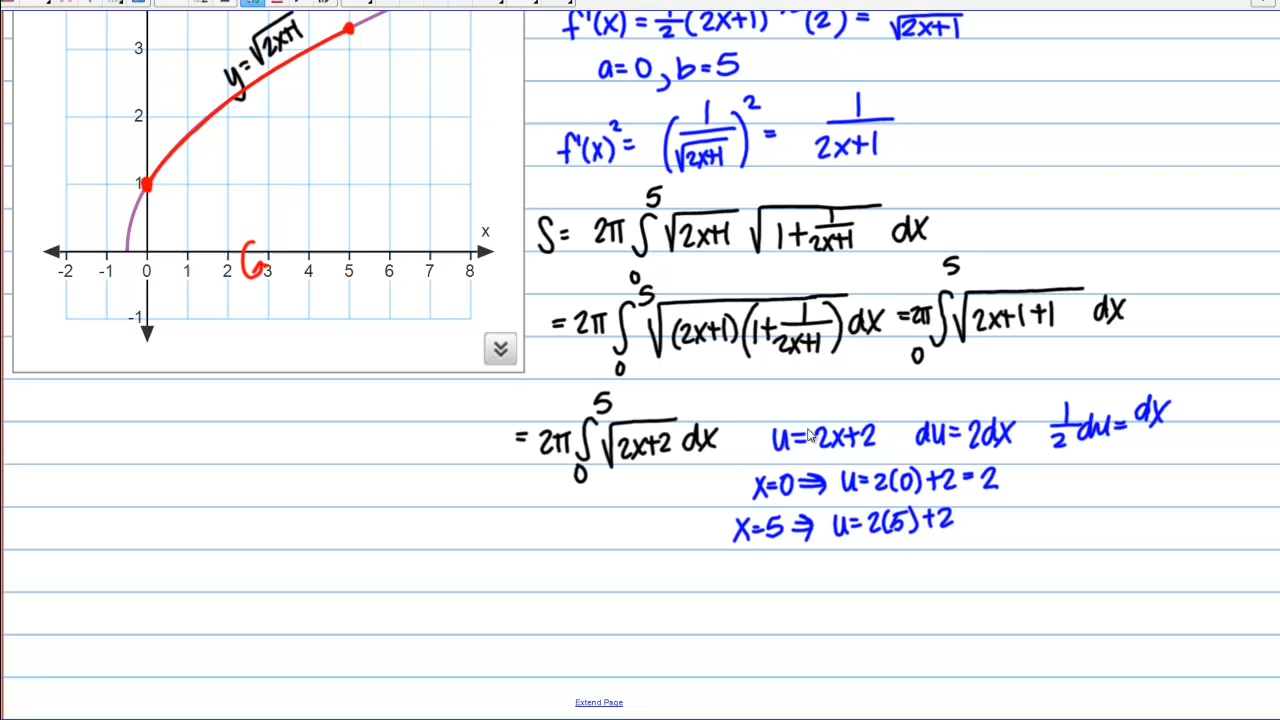 f'(x) = 1/2 (2x+1) (2) = /√2x+1
a=0, b=5
f'(x)² = (1/√2x+1)² = 1/2x+1
y=√2x+1
3
2
1
x
-2 -1 0 1 2 3 4 5 6 7 8
-1
S = 2π ∫₀⁵ √2x+1 √1+1/2x+1 dx
= 2π ∫₀⁵ √(2x+1)(1+1/2x+1) dx = 2π ∫₀⁵ √2x+1+1 dx
= 2π ∫₀⁵ √2x+2 dx u=2x+2 du=2dx 1/2 du= dx
x=0 ⇒ u=2(0)+2=2
x=5 ⇒ u=2(5)+2
Extend Page